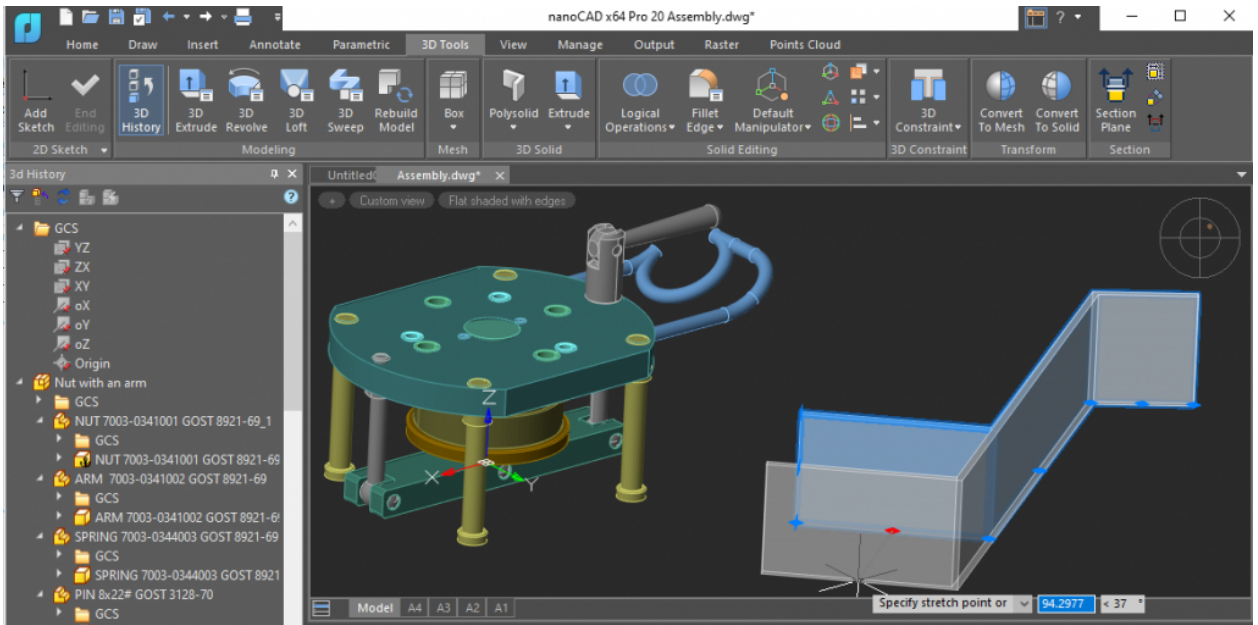 nanoCAD x64 Pro 20 Assembly.dwg*
?
Home Draw Insert Annotate Parametric 3D Tools View Manage Output Raster Points Cloud
Add Sketch
End Editing
3D History
3D Extrude
3D Revolve
3D Loft
3D Sweep
Rebuild Model
Box
Polysolid
Extrude
Logical Operations
Fillet Edge
Default Manipulator
3D Constraint
Convert To Mesh
Convert To Solid
Section Plane
2D Sketch Modeling Mesh 3D Solid Solid Editing 3D Constraint Transform Section
3d History
?
Assembly.dwg*
+ Custom view Flat shaded with edges
GCS
YZ
ZX
XY
oX
oY
oZ
Origin
Nut with an arm
GCS
NUT 7003-0341001 GOST 8921-69_1
GCS
NUT 7003-0341001 GOST 8921-69
ARM 7003-0341002 GOST 8921-69
GCS
ARM 7003-0341002 GOST 8921-6
SPRING 7003-0344003 GOST 8921-69
GCS
SPRING 7003-0344003 GOST 8921
PIN 8x22# GOST 3128-70
GCS
Z
X
Y
Specify stretch point or 94.2977 < 37 °
Model A4 A3 A2 A1